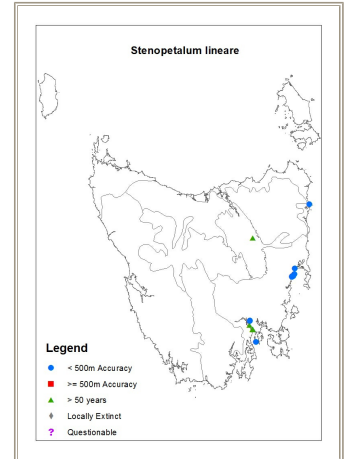 Stenopetalum lineare
Legend
< 500m Accuracy
>= 500m Accuracy
> 50 years
Locally Extinct
? Questionable